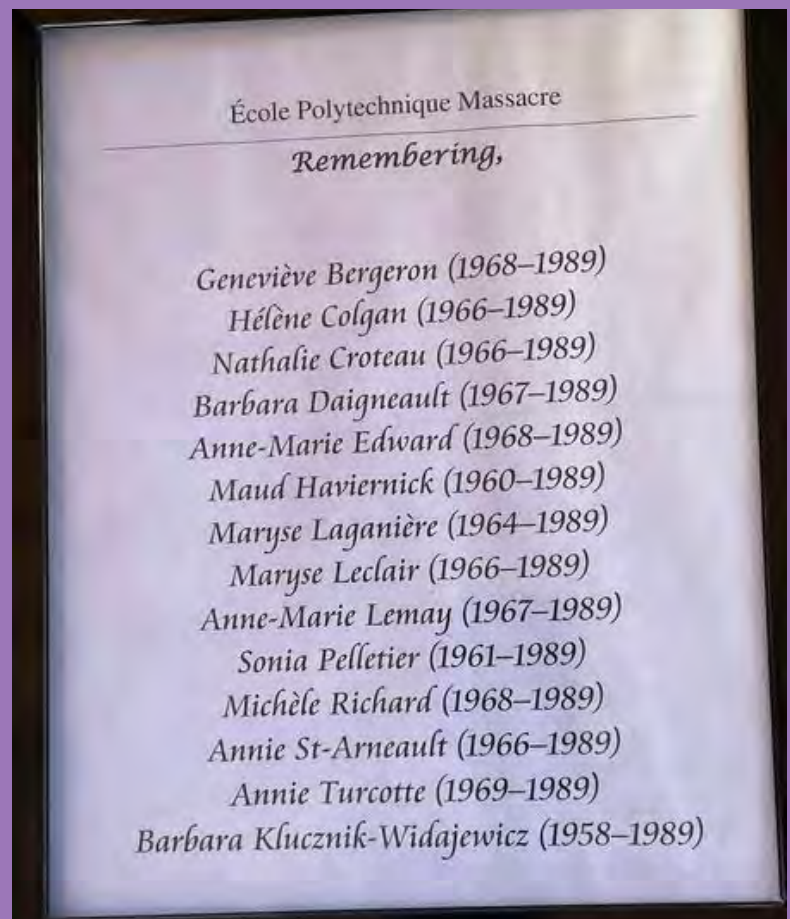 École Polytechnique Massacre
Remembering,
Geneviève Bergeron (1968–1989)
Hélène Colgan (1966–1989)
Nathalie Croteau (1966–1989)
Barbara Daigneault (1967–1989)
Anne-Marie Edward (1968–1989)
Maud Haviernick (1960–1989)
Maryse Laganière (1964–1989)
Maryse Leclair (1966–1989)
Anne-Marie Lemay (1967–1989)
Sonia Pelletier (1961–1989)
Michèle Richard (1968–1989)
Annie St-Arneault (1966–1989)
Annie Turcotte (1969–1989)
Barbara Klucznik-Widajewicz (1958–1989)